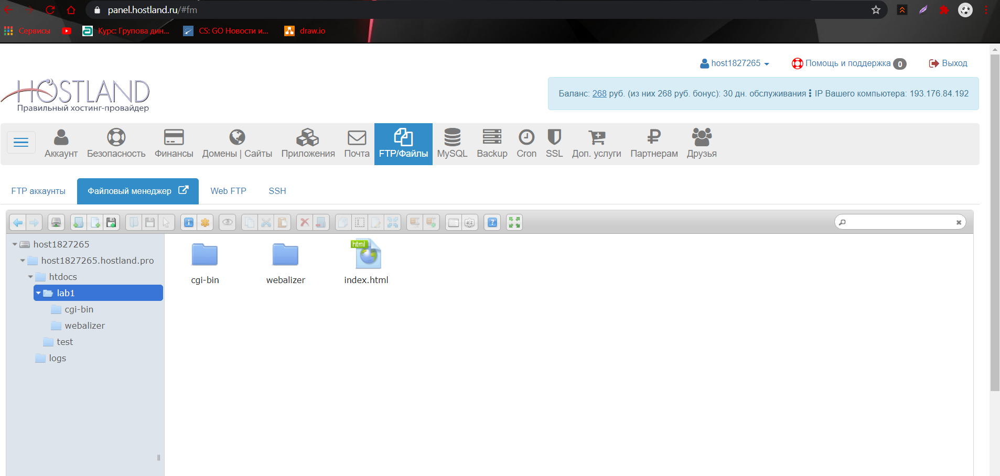 panel.hostland.ru/#fm
Сервисы
Курс: Групова дин...
CS: GO Новости и...
draw.io
host1827265
Помощь и поддержка 0
Выход
HOSTLAND
Правильный хостинг-провайдер
Баланс: 268 руб. (из них 268 руб. бонус): 30 дн. обслуживания IP Вашего компьютера: 193.176.84.192
Аккаунт
Безопасность
Финансы
Домены | Сайты
Приложения
Почта
FTP/Файлы
MySQL
Backup
Cron
SSL
Доп. услуги
Партнерам
Друзья
FTP аккаунты
Файловый менеджер
Web FTP
SSH
host1827265
host1827265.hostland.pro
htdocs
lab1
cgi-bin
webalizer
test
logs
cgi-bin
webalizer
html
index.html